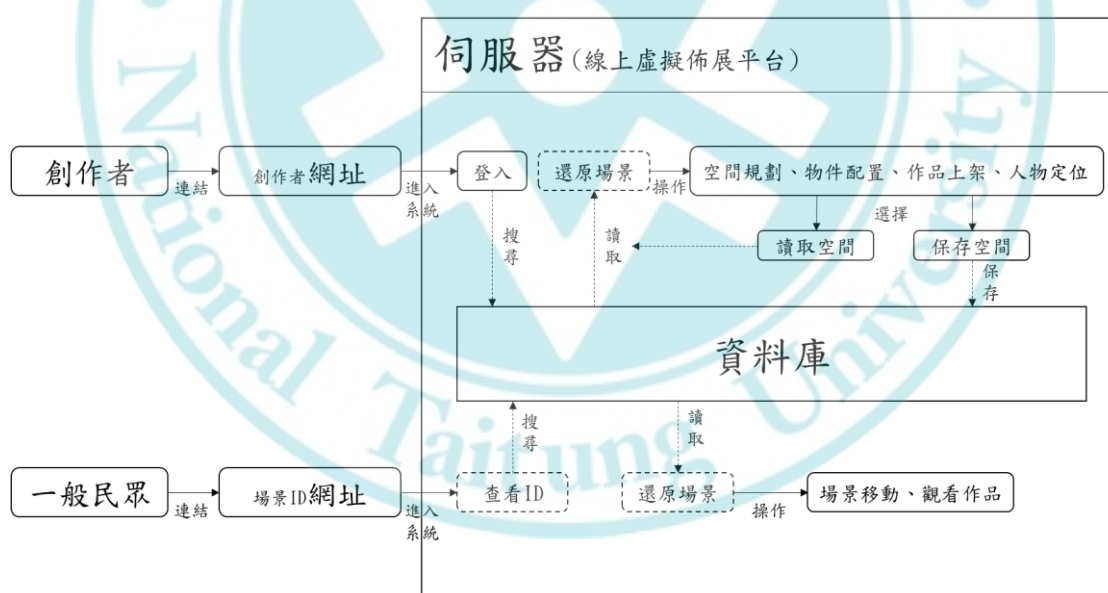 伺服器(線上虛擬佈展平台)
創作者
連結
創作者網址
進入
系統
登入
還原場景
操作
空間規劃、物件配置、作品上架、人物定位
選擇
搜尋
讀取
讀取空間
保存空間
保存
資料庫
搜尋
讀取
一般民眾
連結
場景ID網址
進入
系統
查看ID
還原場景
操作
場景移動、觀看作品
National Taitung University